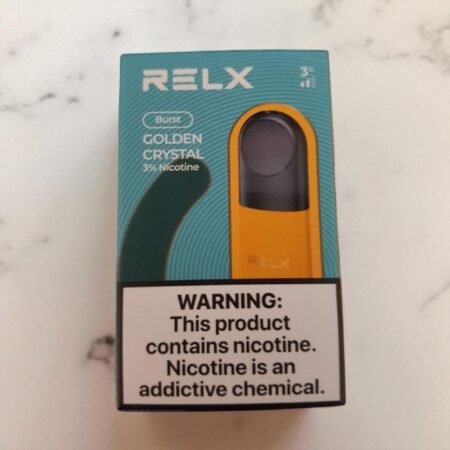 RELX
3%
Burst
GOLDEN
CRYSTAL
3% Nicotine
RELX
WARNING:
This product
contains nicotine.
Nicotine is an
addictive chemical.